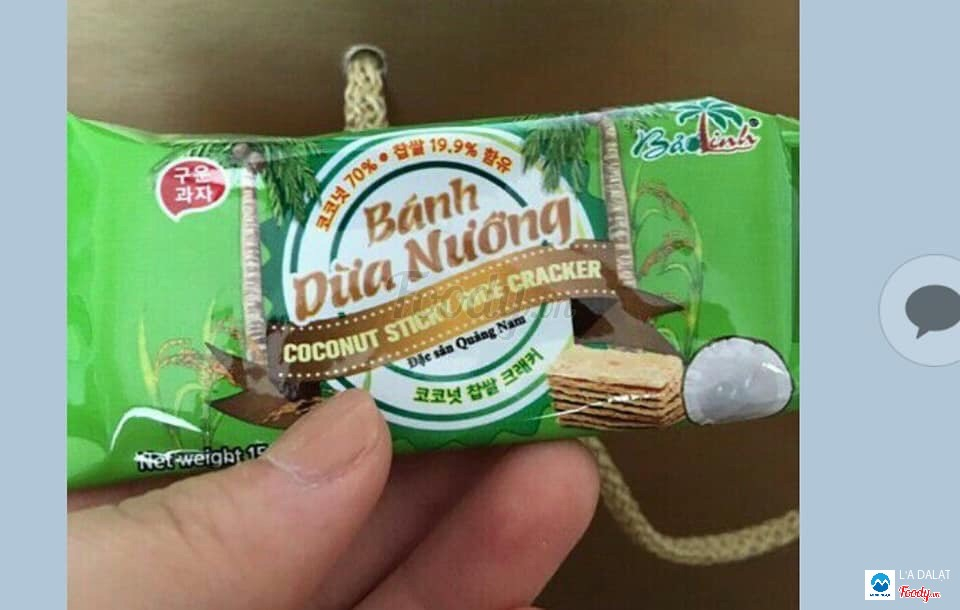 구운
과자
코코넛 70% • 찹쌀 19.9% 함유
Bảo Linh®
Bánh
Dừa Nướng
COCONUT STICKY RICE CRACKER
Đặc sản Quảng Nam
코코넛 찹쌀 크래커
Net weight
Foody.vn
L'A DALAT
Foody.vn